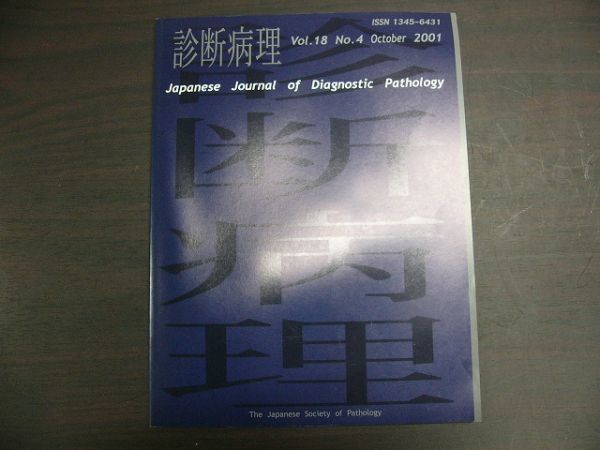 ISSN 1345-6431
診断病理 Vol.18 No.4 October 2001
Japanese Journal of Diagnostic Pathology
診
断
病
理
The Japanese Society of Pathology